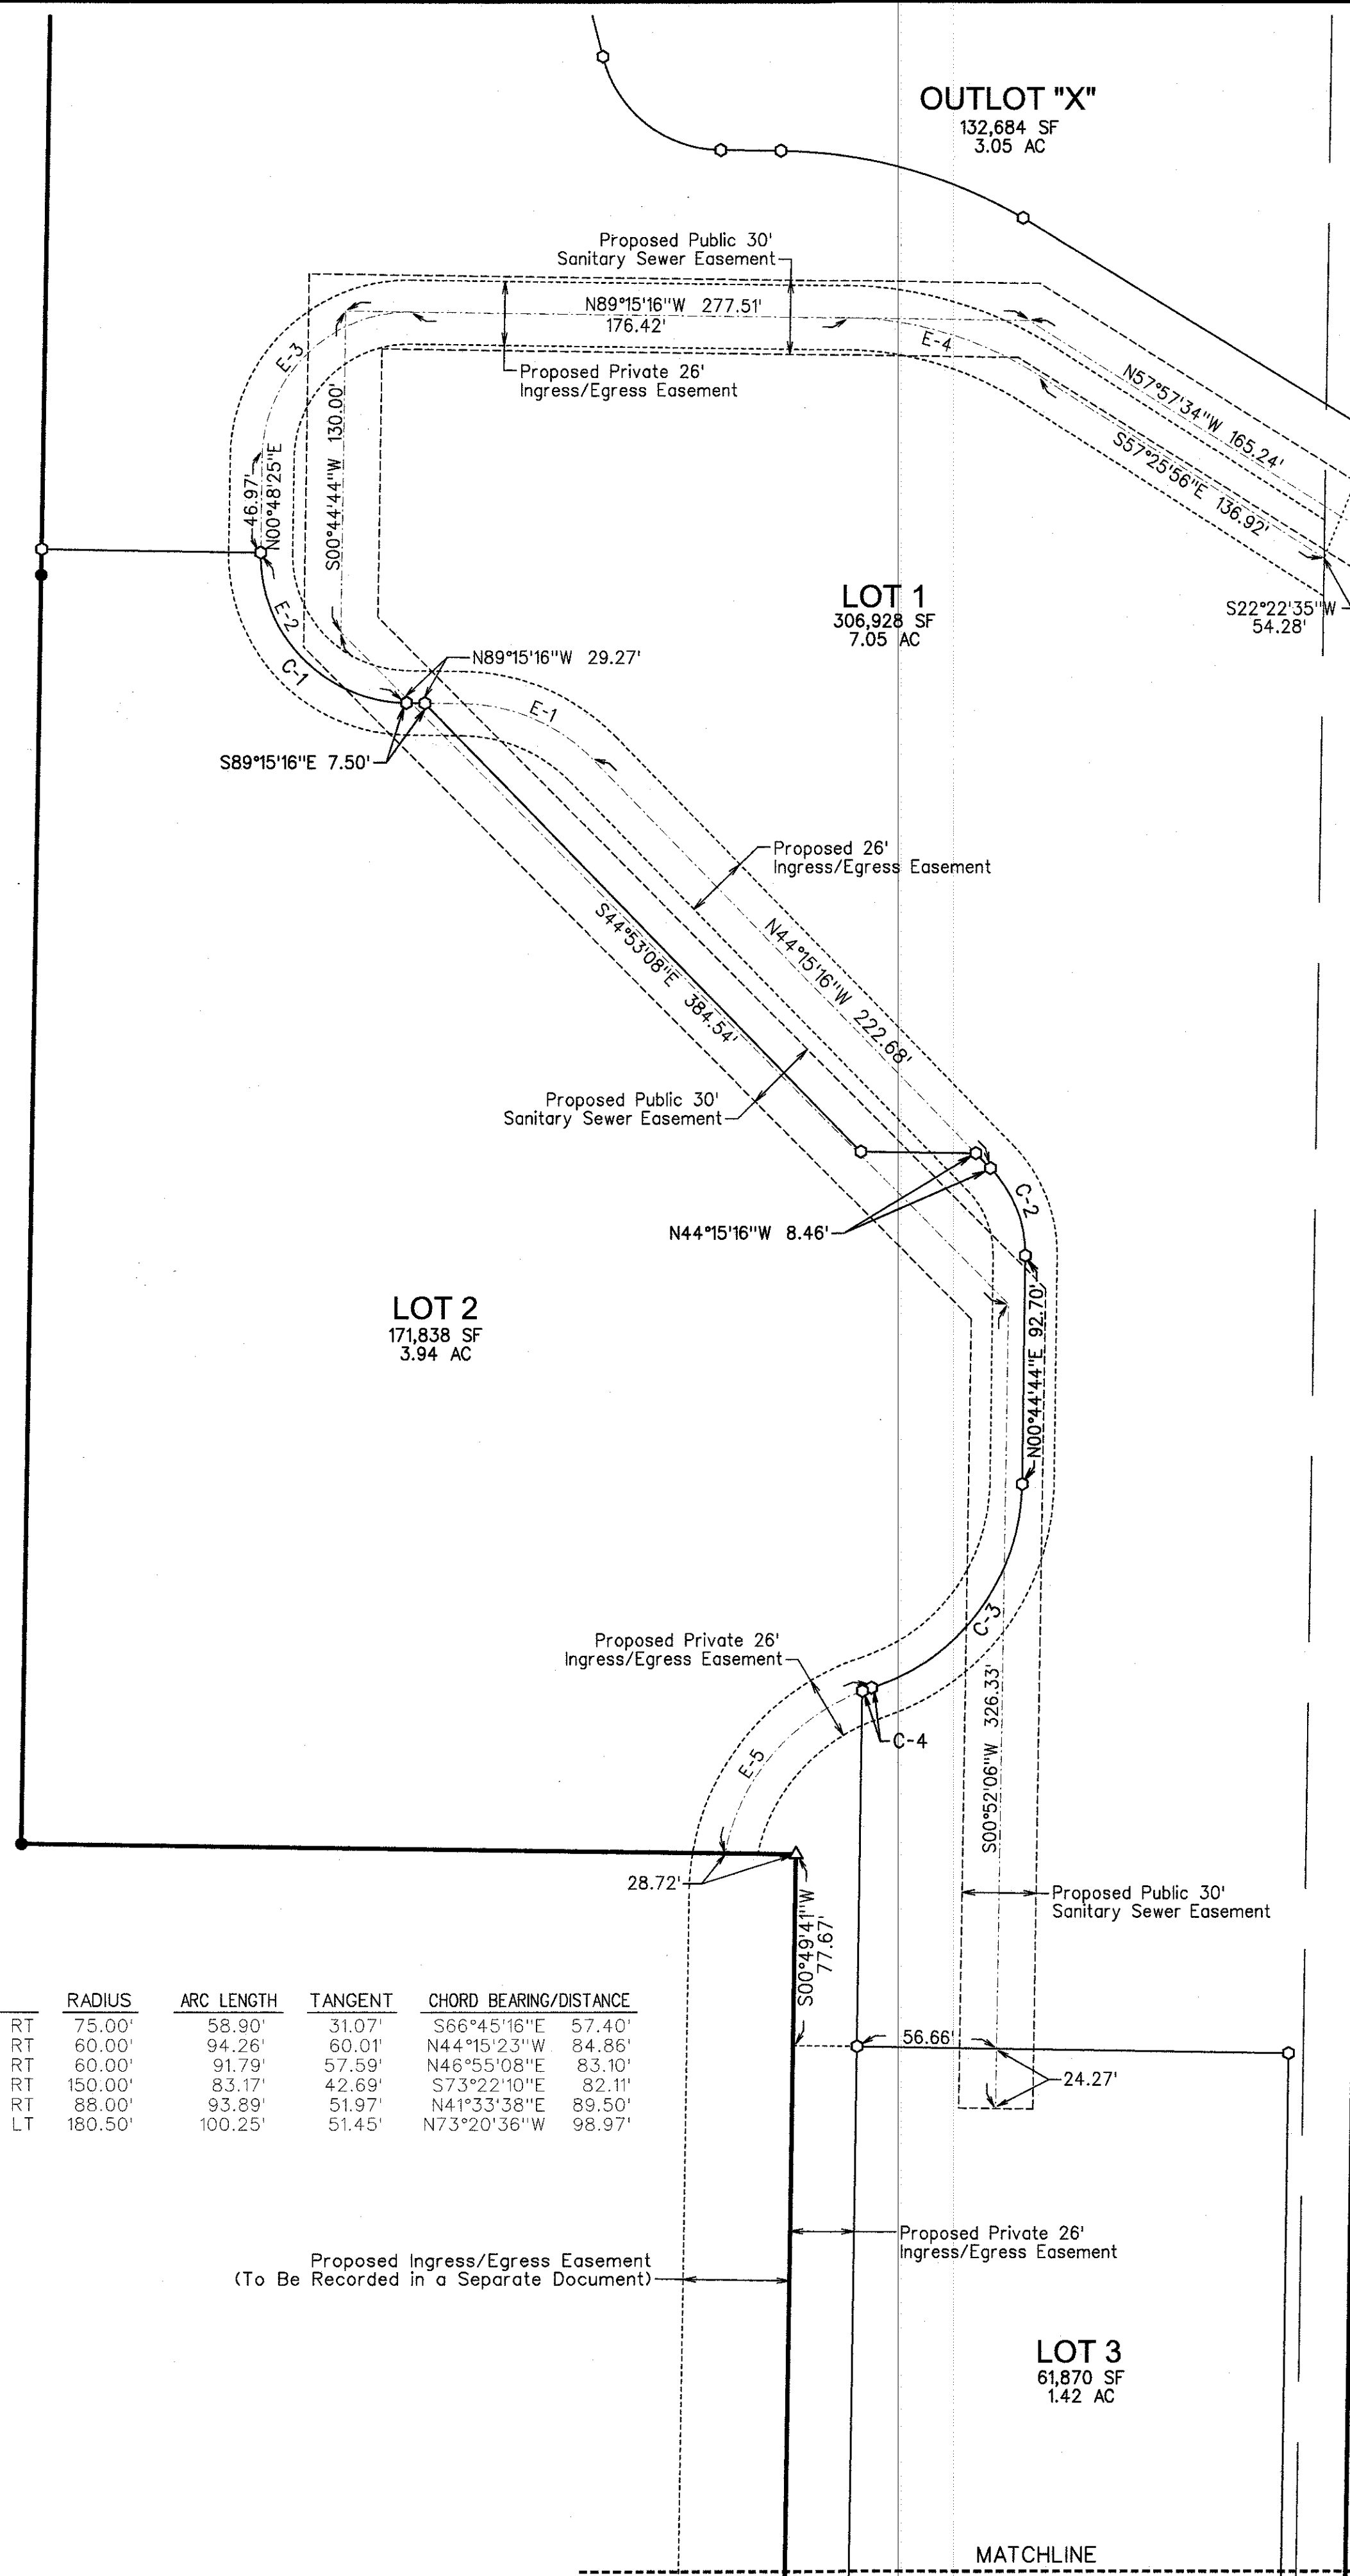 OUTLOT "X"
132,684 SF
3.05 AC
Proposed Public 30'
Sanitary Sewer Easement
N89°15'16"W 277.51'
176.42'
E-3
E-4
Proposed Private 26'
Ingress/Egress Easement
N57°57'34"W 165.24'
S57°25'56"E 136.92'
S00°44'44"W 130.00'
46.97'
N00°48'25"E
LOT 1
306,928 SF
7.05 AC
S22°22'35"W
54.28'
E-2
C-1
N89°15'16"W 29.27'
E-1
S89°15'16"E 7.50'
Proposed 26'
Ingress/Egress Easement
S44°53'08"E 384.54'
N44°15'16"W 222.68'
Proposed Public 30'
Sanitary Sewer Easement
C-2
N44°15'16"W 8.46'
LOT 2
171,838 SF
3.94 AC
N00°44'44"E 92.70'
C-3
Proposed Private 26'
Ingress/Egress Easement
S00°52'06"W 326.33'
C-4
E-5
28.72'
S00°49'41"W
77.67'
Proposed Public 30'
Sanitary Sewer Easement
RADIUS ARC LENGTH TANGENT CHORD BEARING/DISTANCE
RT 75.00' 58.90' 31.07' S66°45'16"E 57.40'
RT 60.00' 94.26' 60.01' N44°15'23"W 84.86'
RT 60.00' 91.79' 57.59' N46°55'08"E 83.10'
RT 150.00' 83.17' 42.69' S73°22'10"E 82.11'
RT 88.00' 93.89' 51.97' N41°33'38"E 89.50'
LT 180.50' 100.25' 51.45' N73°20'36"W 98.97'
56.66'
24.27'
Proposed Private 26'
Ingress/Egress Easement
Proposed Ingress/Egress Easement
(To Be Recorded in a Separate Document)
LOT 3
61,870 SF
1.42 AC
MATCHLINE